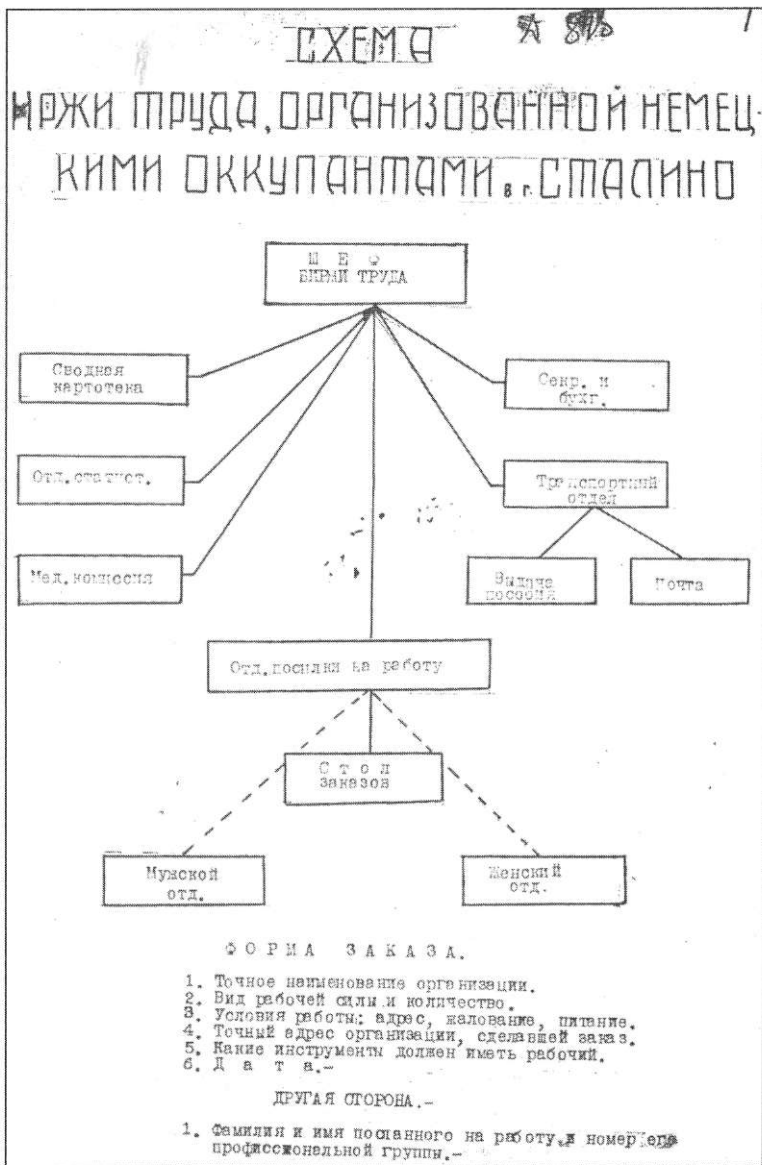 СХЕМА
БИРЖИ ТРУДА, ОРГАНИЗОВАННОЙ НЕМЕЦ-
КИМИ ОККУПАНТАМИ в г. СТАЛИНО
1
Ш Е Ф
БИРЖИ ТРУДА
Сводная
картотека
Секр. и
бухг.
Отд.статист.
Транспортный
отдел
Мед.комиссия
Выдача
пособия
Почта
Отд.посылки на работу
С т о л
заказов
Мужской
отд.
Женский
отд.
Ф О Р М А З А К А З А.
1. Точное наименование организации.
2. Вид рабочей силы и количество.
3. Условия работы: адрес, жалование, питание.
4. Точный адрес организации, сделавшей заказ.
5. Какие инструменты должен иметь рабочий.
6. Д а т а.-
ДРУГАЯ СТОРОНА.-
1. Фамилия и имя посланного на работу и номер его
профессиональной группы.-